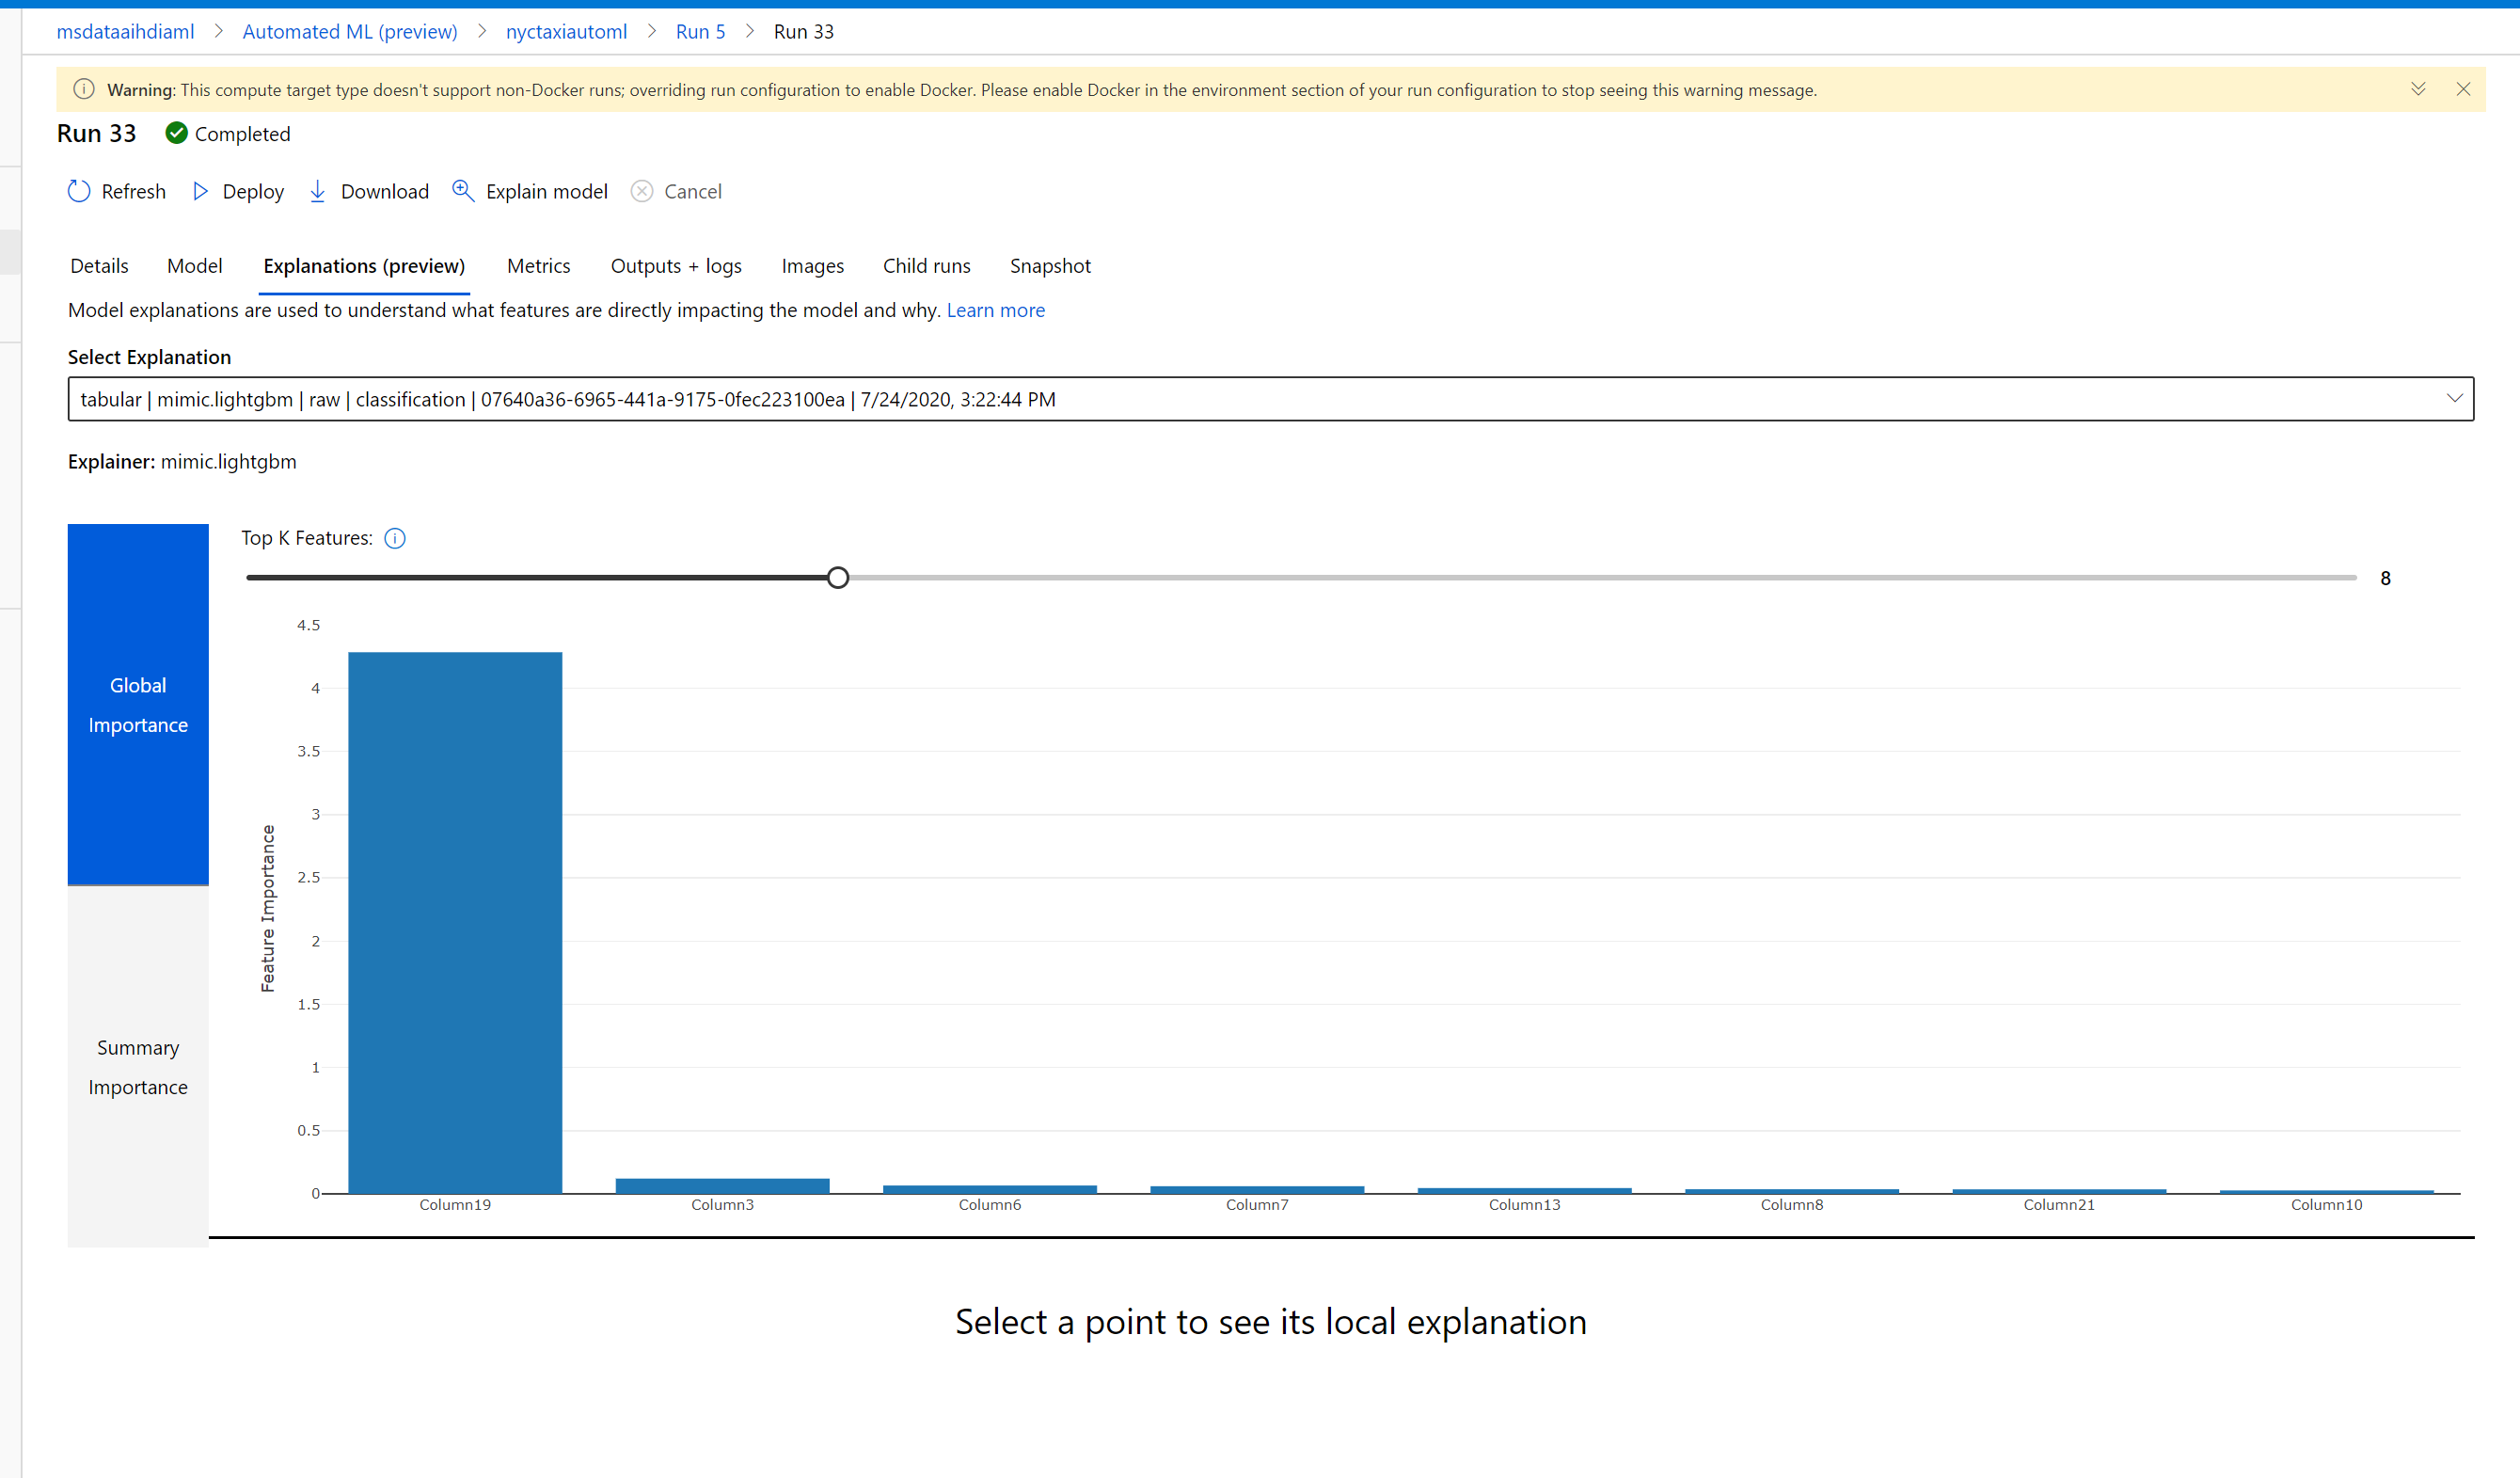 msdataaihdiaml > Automated ML (preview) > nyctaxiautoml > Run 5 > Run 33
Warning: This compute target type doesn't support non-Docker runs; overriding run configuration to enable Docker. Please enable Docker in the environment section of your run configuration to stop seeing this warning message.
Run 33 Completed
Refresh Deploy Download Explain model Cancel
Details Model Explanations (preview) Metrics Outputs + logs Images Child runs Snapshot
Model explanations are used to understand what features are directly impacting the model and why. Learn more
Select Explanation
tabular | mimic.lightgbm | raw | classification | 07640a36-6965-441a-9175-0fec223100ea | 7/24/2020, 3:22:44 PM
Explainer: mimic.lightgbm
Global
Importance
Summary
Importance
Top K Features:
8
Feature Importance
4.5
4
3.5
3
2.5
2
1.5
1
0.5
0
Column19 Column3 Column6 Column7 Column13 Column8 Column21 Column10
Select a point to see its local explanation